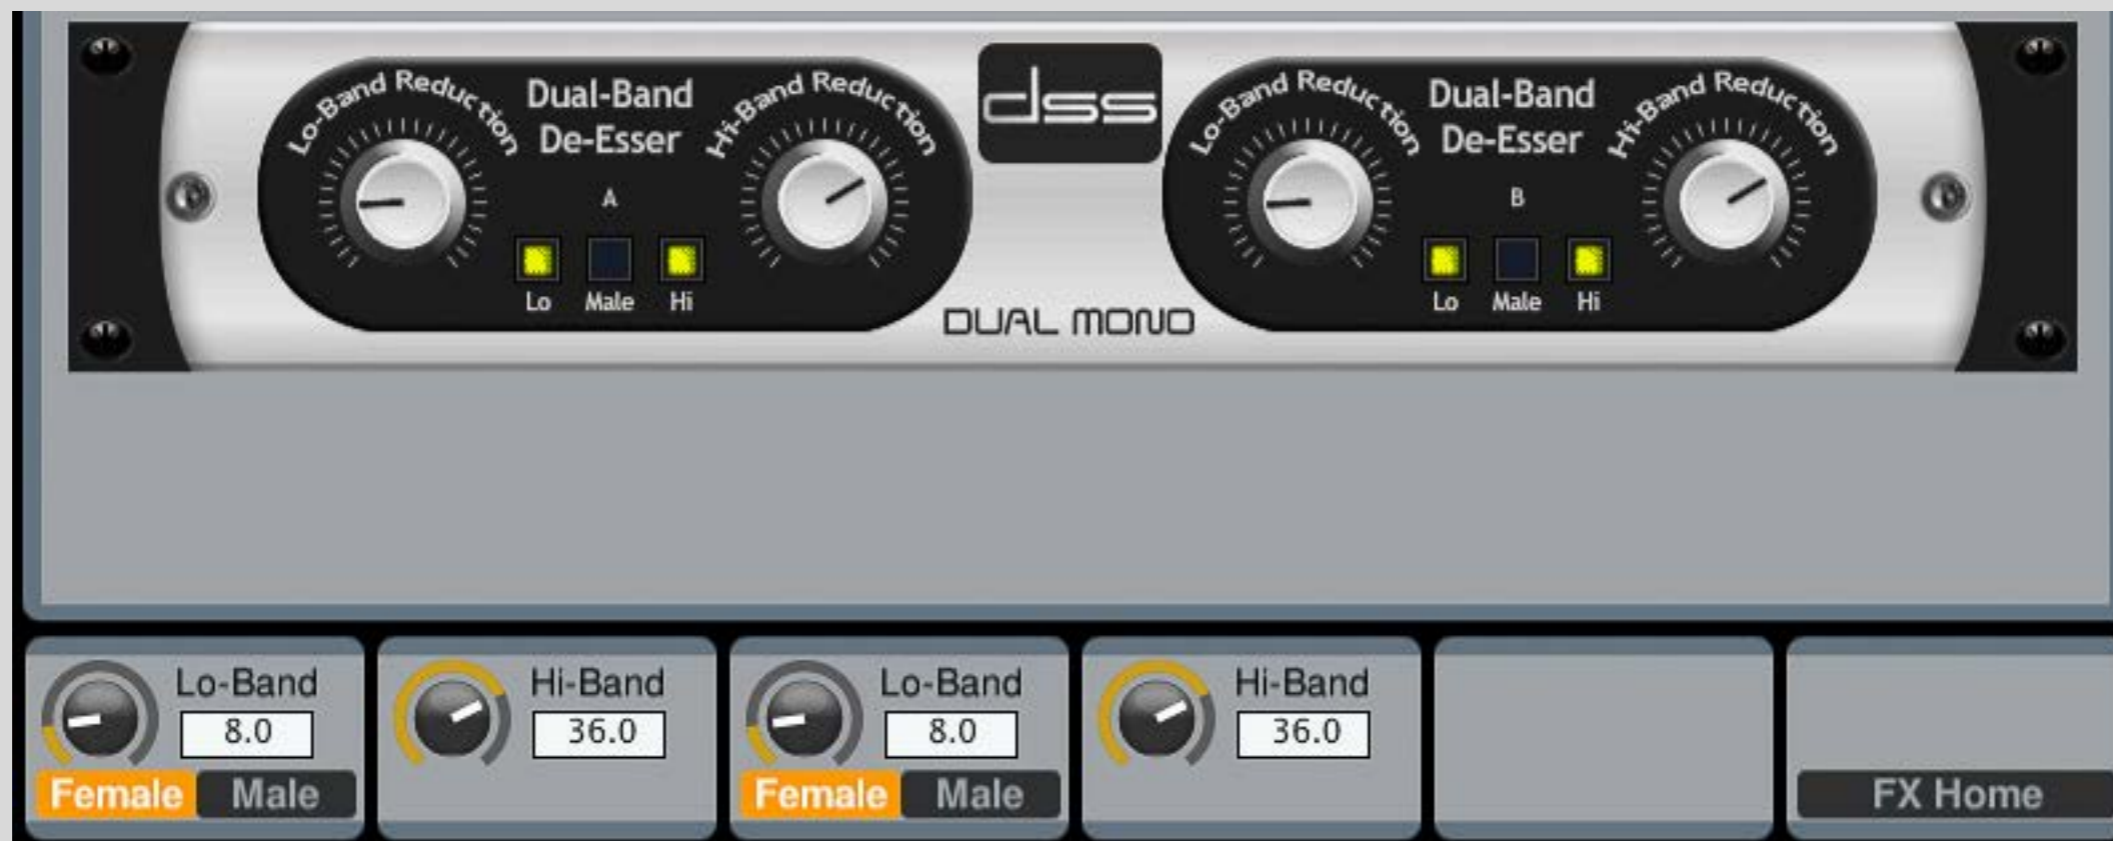 Lo-Band Reduction
Dual-Band
De-Esser
Hi-Band Reduction
A
Lo Male Hi
dss
Lo-Band Reduction
Dual-Band
De-Esser
Hi-Band Reduction
B
Lo Male Hi
DUAL MONO
Lo-Band
8.0
Female Male
Hi-Band
36.0
Lo-Band
8.0
Female Male
Hi-Band
36.0
FX Home